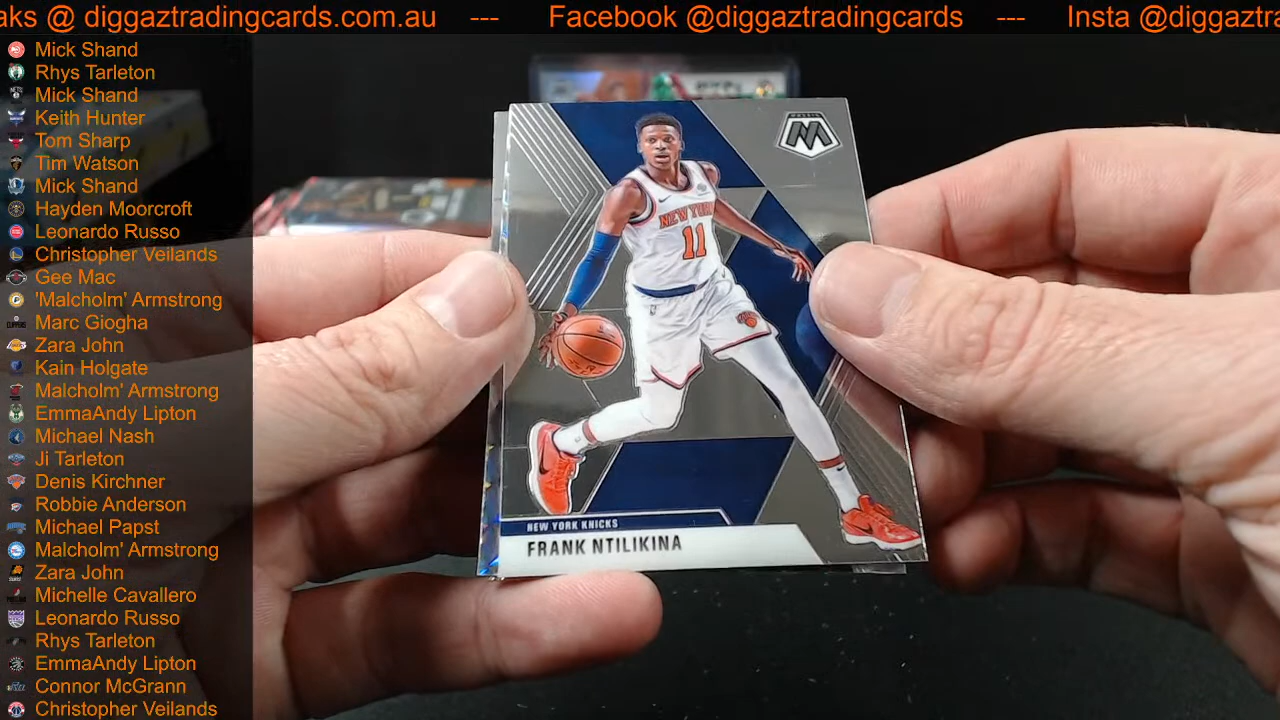 aks @ diggaztradingcards.com.au --- Facebook @diggaztradingcards --- Insta @diggaztra
Mick Shand
Rhys Tarleton
Mick Shand
Keith Hunter
Tom Sharp
Tim Watson
Mick Shand
Hayden Moorcroft
Leonardo Russo
Christopher Veilands
Gee Mac
'Malcholm' Armstrong
Marc Giogha
Zara John
Kain Holgate
Malcholm' Armstrong
EmmaAndy Lipton
Michael Nash
Ji Tarleton
Denis Kirchner
Robbie Anderson
Michael Papst
Malcholm' Armstrong
Zara John
Michelle Cavallero
Leonardo Russo
Rhys Tarleton
EmmaAndy Lipton
Connor McGrann
Christopher Veilands
MOSAIC
NEW YORK
11
NEW YORK KNICKS
FRANK NTILIKINA